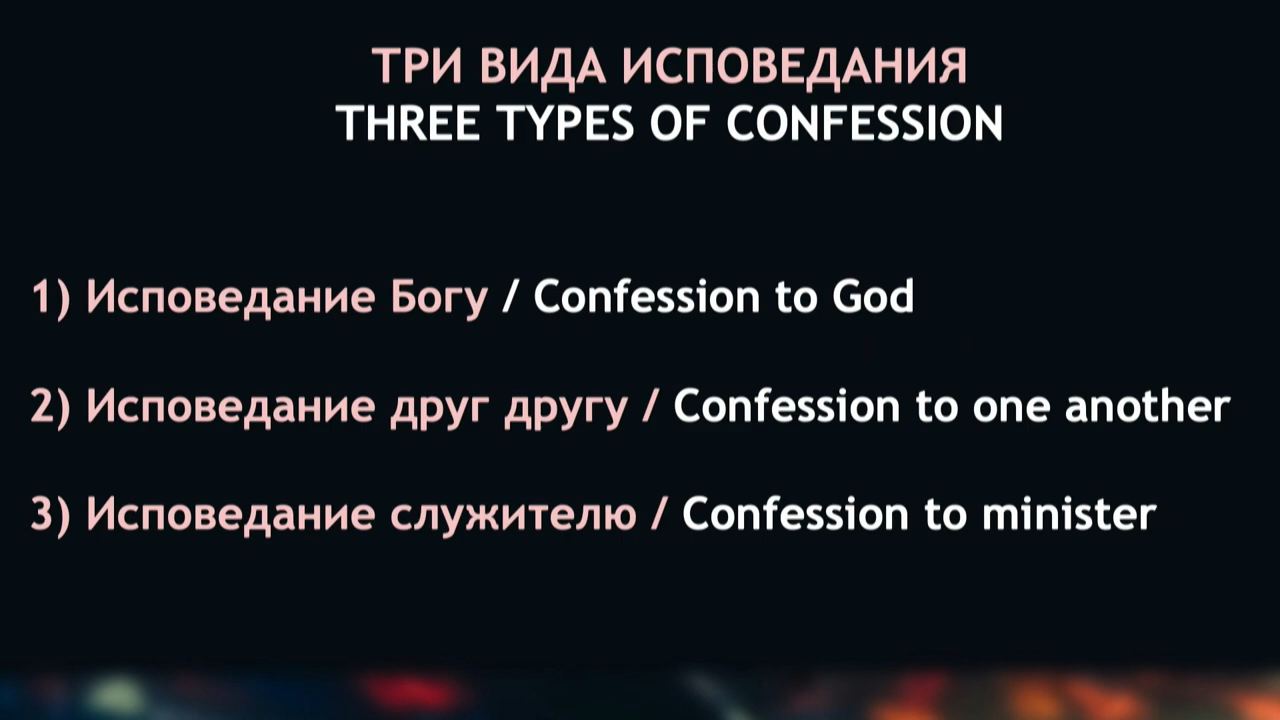 ТРИ ВИДА ИСПОВЕДАНИЯ
THREE TYPES OF CONFESSION
1) Исповедание Богу / Confession to God
2) Исповедание друг другу / Confession to one another
3) Исповедание служителю / Confession to minister